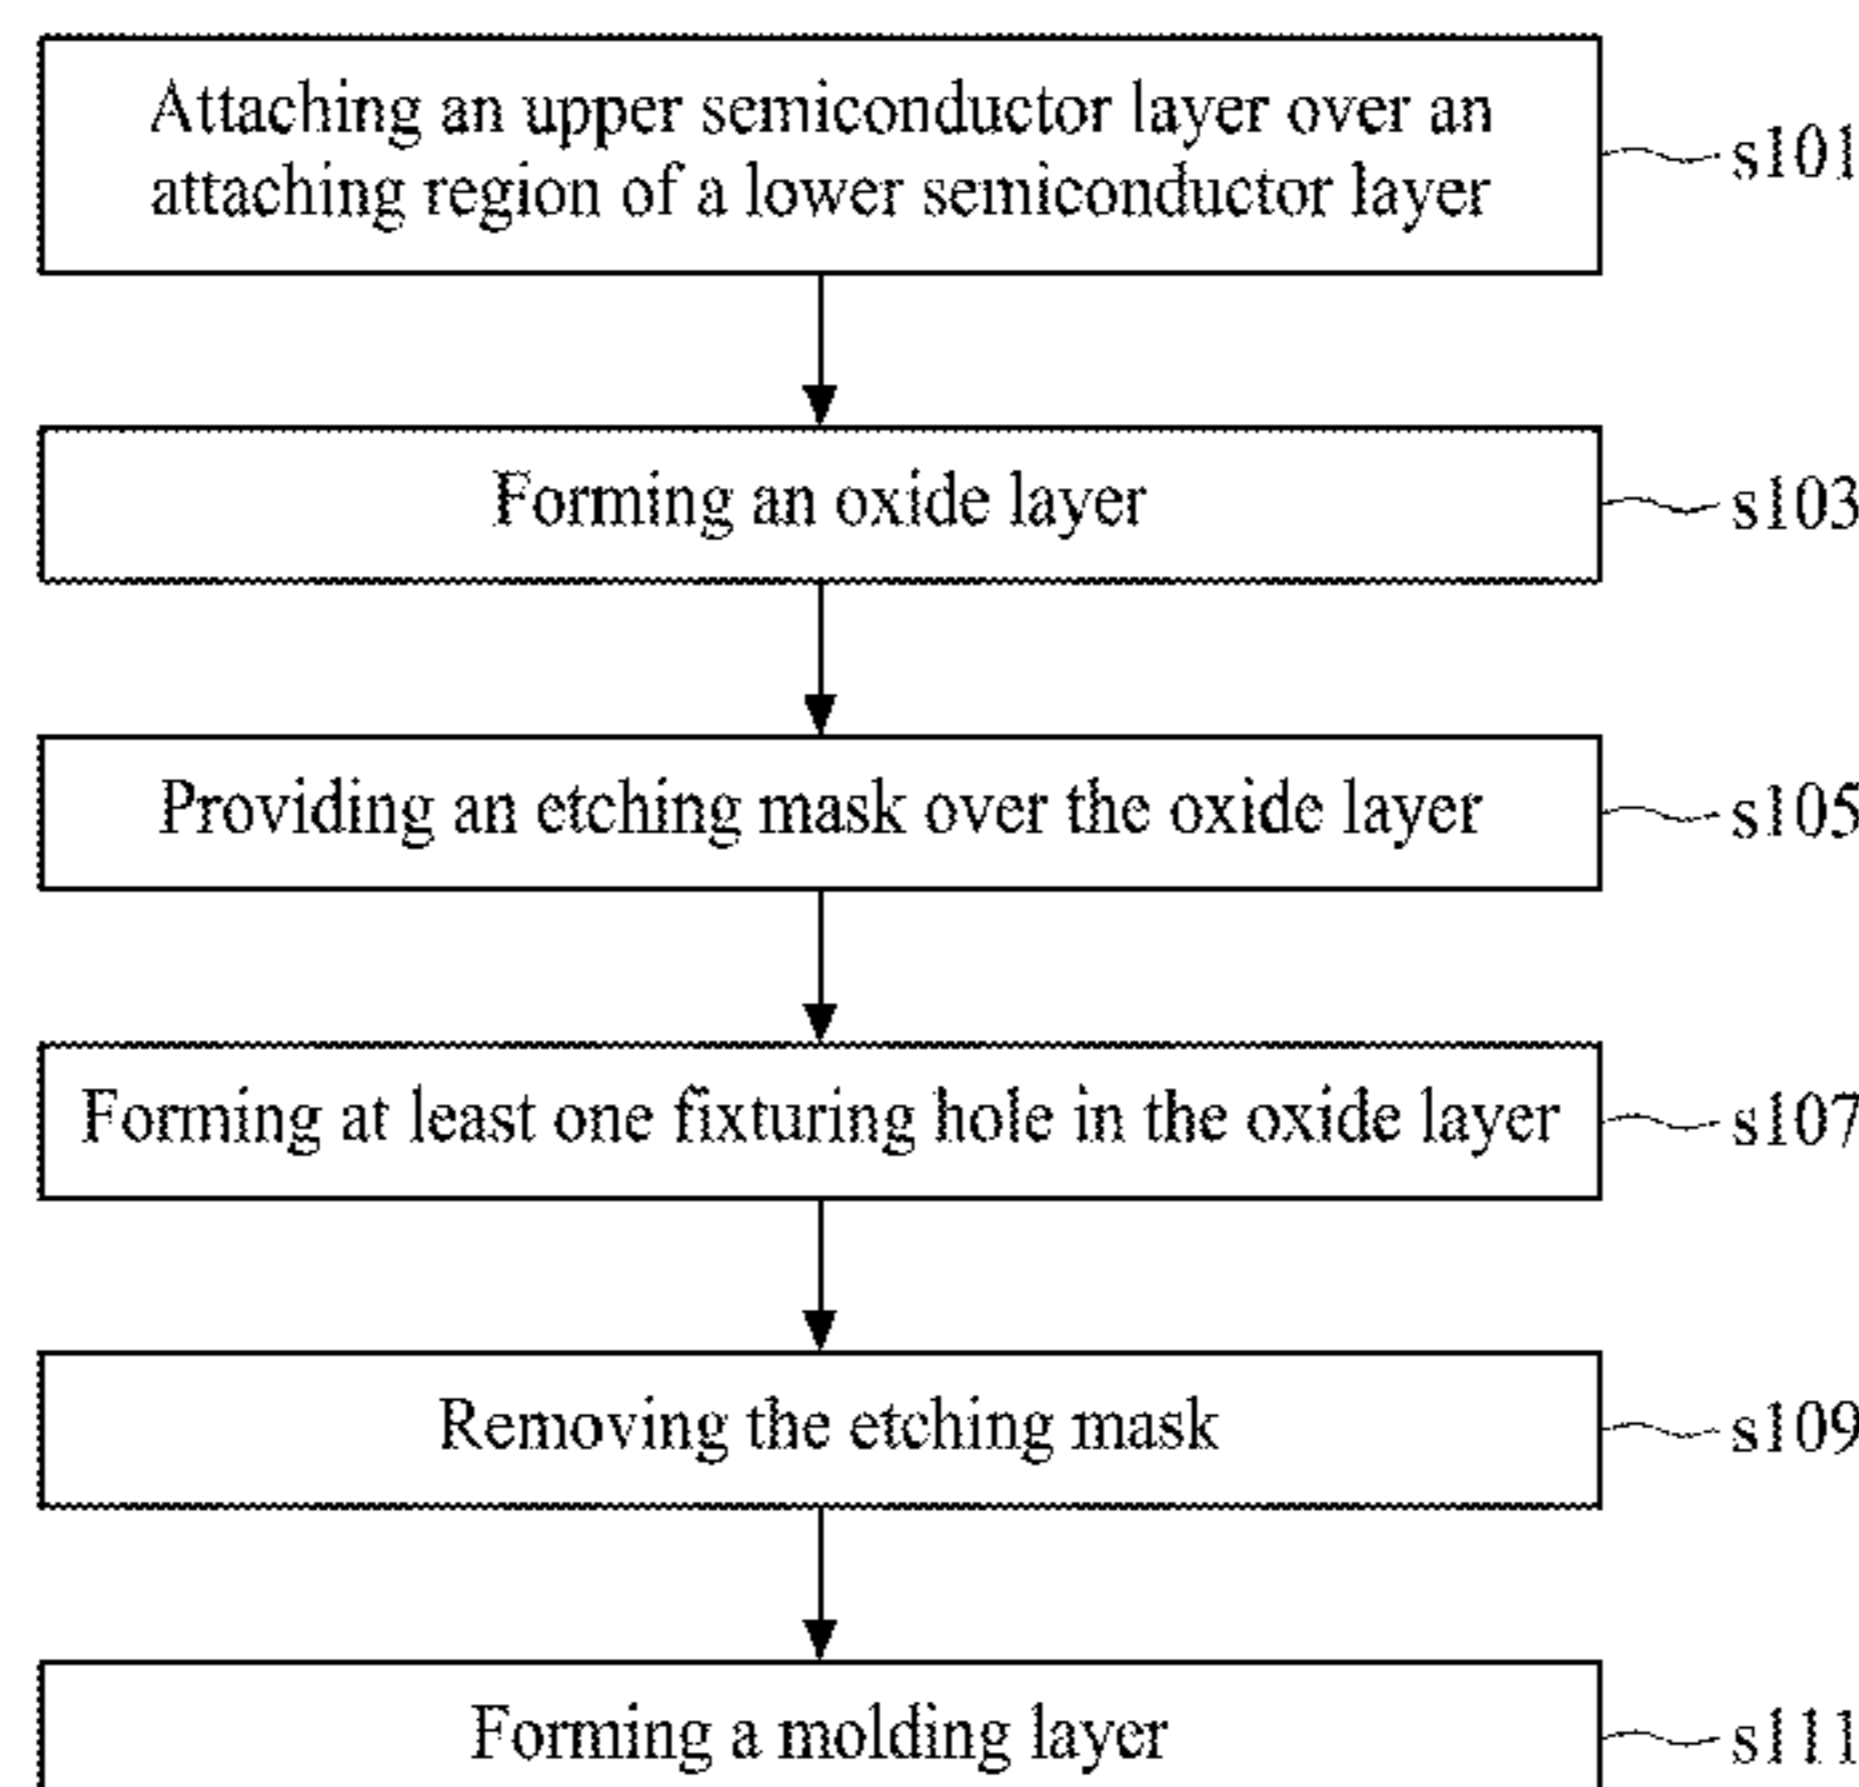 Attaching an upper semiconductor layer over an
attaching region of a lower semiconductor layer
s101
Forming an oxide layer
s103
Providing an etching mask over the oxide layer
s105
Forming at least one fixturing hole in the oxide layer
s107
Removing the etching mask
s109
Forming a molding layer
s111